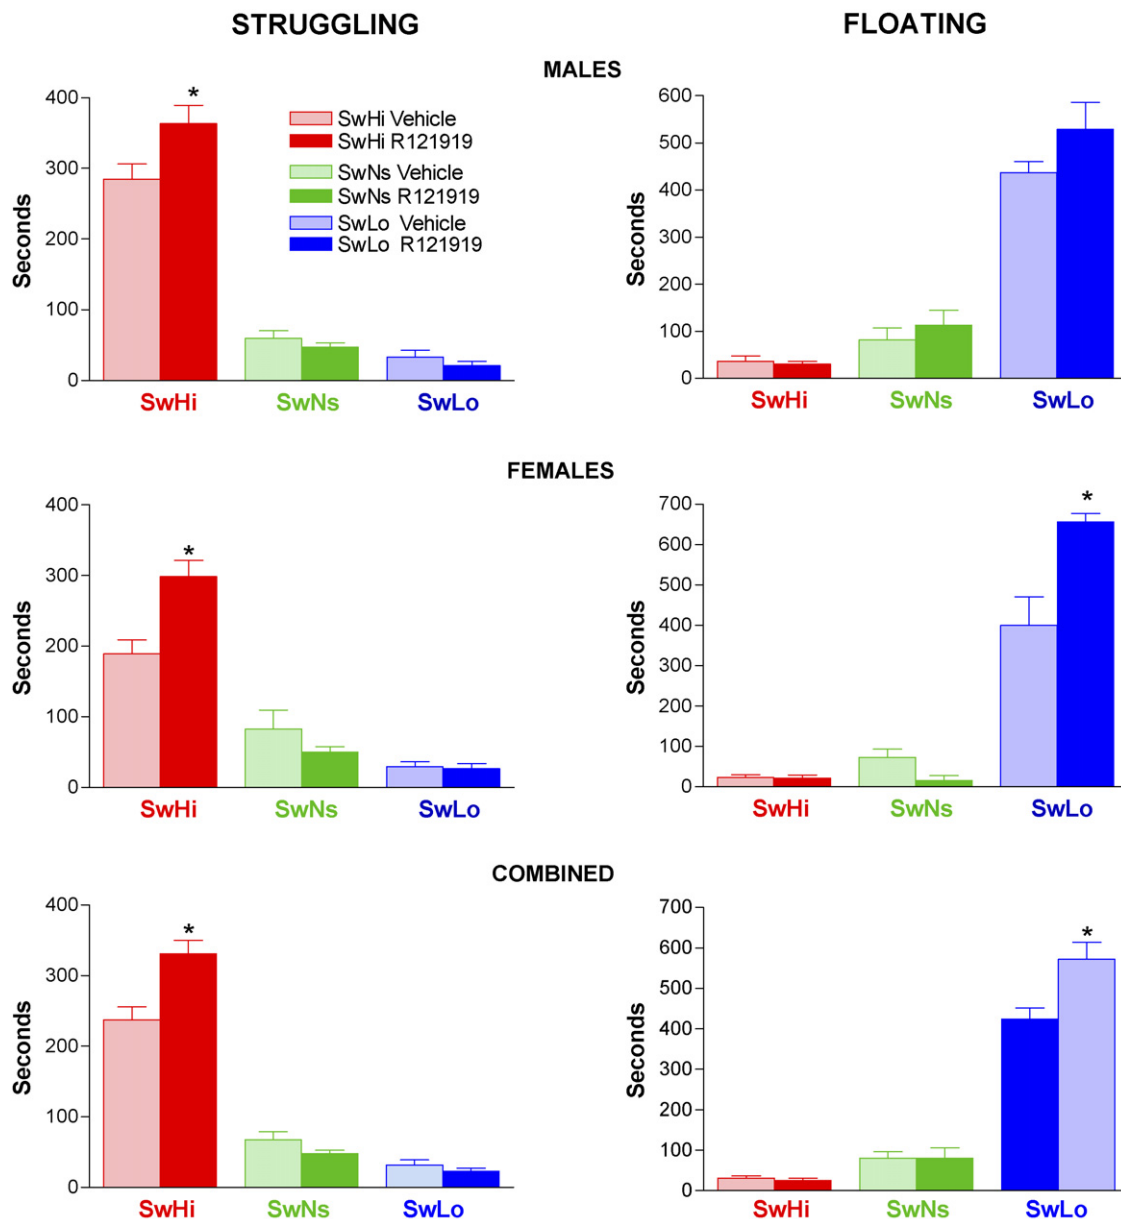 STRUGGLING FLOATING
MALES
400
300
200
100
0
Seconds
*
SwHi Vehicle
SwHi R121919
SwNs Vehicle
SwNs R121919
SwLo Vehicle
SwLo R121919
SwHi SwNs SwLo
600
500
400
300
200
100
0
Seconds
SwHi SwNs SwLo
FEMALES
400
300
200
100
0
Seconds
*
SwHi SwNs SwLo
700
600
500
400
300
200
100
0
Seconds
*
SwHi SwNs SwLo
COMBINED
400
300
200
100
0
Seconds
*
SwHi SwNs SwLo
700
600
500
400
300
200
100
0
Seconds
*
SwHi SwNs SwLo